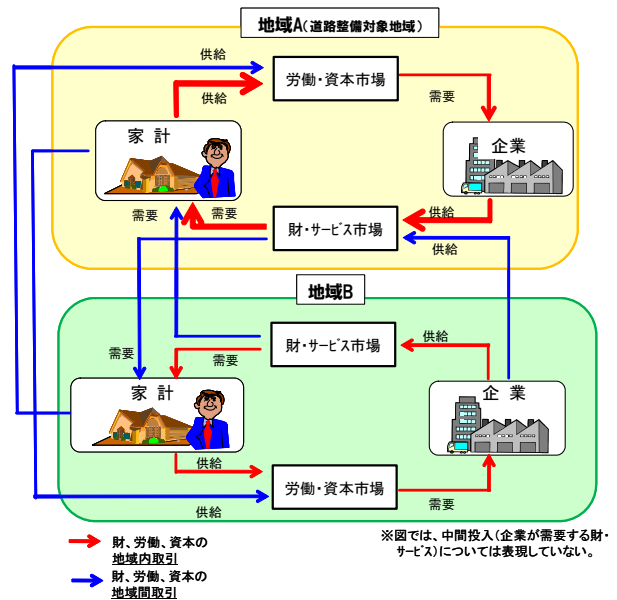 地域A(道路整備対象地域)
供給
労働・資本市場
供給
需要
家 計
企業
需要
需要
財・サービス市場
供給
供給
地域B
財・サービス市場
供給
需要
需要
家 計
企 業
供給
労働・資本市場
供給
需要
※図では、中間投入(企業が需要する財・
サービス)については表現していない。
財、労働、資本の
地域内取引
財、労働、資本の
地域間取引